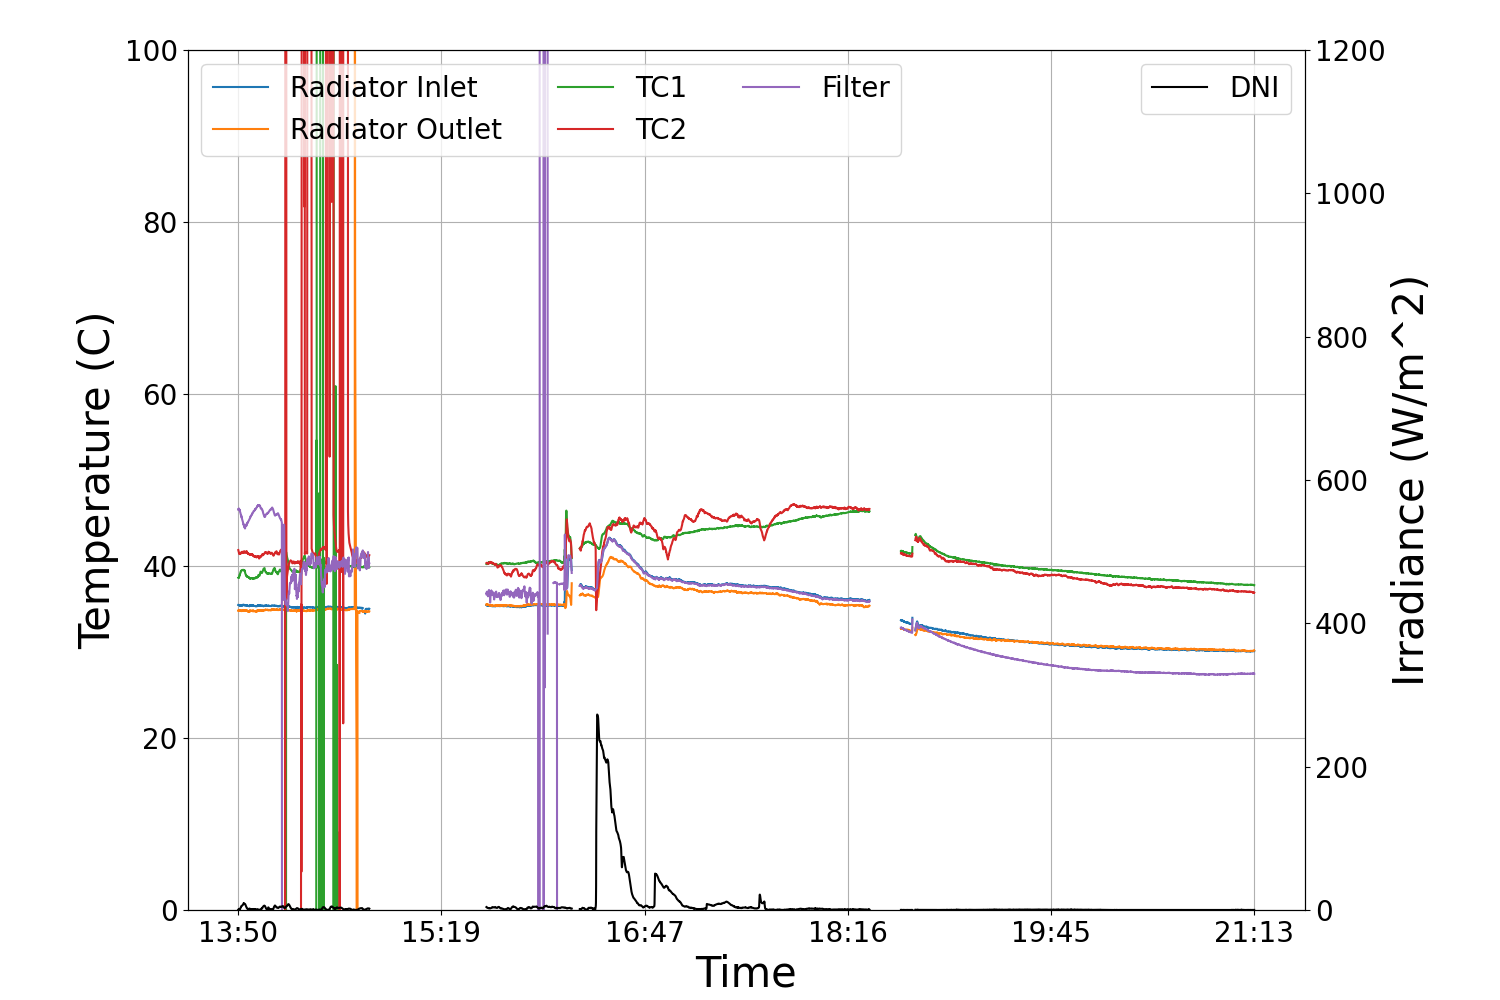 Radiator Inlet
Radiator Outlet
TC1
TC2
Filter
DNI
Temperature (C)
100
80
60
40
20
0
Irradiance (W/m^2)
1200
1000
800
600
400
200
0
13:50
15:19
16:47
18:16
19:45
21:13
Time